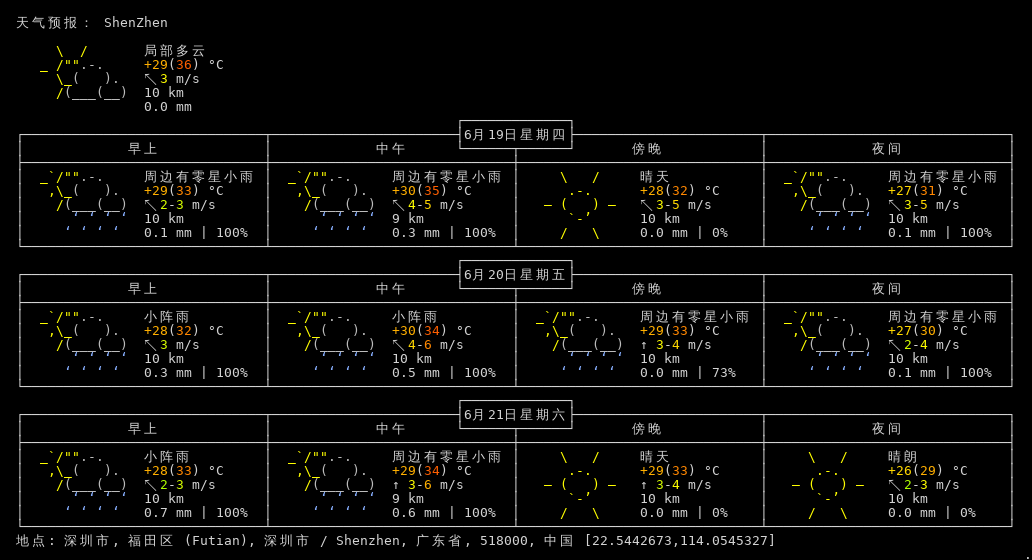 天气预报： ShenZhen
局部多云
+29(36) °C
↖3 m/s
10 km
0.0 mm
6月19日星期四
早上 中午 傍晚 夜间
周边有零星小雨 周边有零星小雨 晴天 周边有零星小雨
+29(33) °C +30(35) °C +28(32) °C +27(31) °C
↖2-3 m/s ↖4-5 m/s ↖3-5 m/s ↖3-5 m/s
10 km 9 km 10 km 10 km
0.1 mm | 100% 0.3 mm | 100% 0.0 mm | 0% 0.1 mm | 100%
6月20日星期五
早上 中午 傍晚 夜间
小阵雨 小阵雨 周边有零星小雨 周边有零星小雨
+28(32) °C +30(34) °C +29(33) °C +27(30) °C
↖3 m/s ↖4-6 m/s ↑ 3-4 m/s ↖2-4 m/s
10 km 10 km 10 km 10 km
0.3 mm | 100% 0.5 mm | 100% 0.0 mm | 73% 0.1 mm | 100%
6月21日星期六
早上 中午 傍晚 夜间
小阵雨 周边有零星小雨 晴天 晴朗
+28(33) °C +29(34) °C +29(33) °C +26(29) °C
↖2-3 m/s ↑ 3-6 m/s ↑ 3-4 m/s ↖2-3 m/s
10 km 9 km 10 km 10 km
0.7 mm | 100% 0.6 mm | 100% 0.0 mm | 0% 0.0 mm | 0%
地点: 深圳市, 福田区 (Futian), 深圳市 / Shenzhen, 广东省, 518000, 中国 [22.5442673,114.0545327]